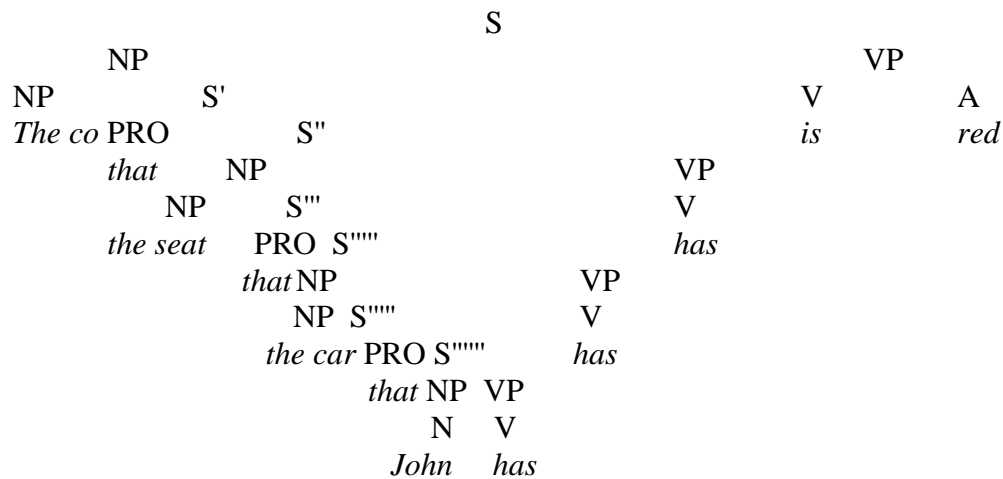 S
NP VP
NP S' V A
The co PRO S'' is red
that NP VP
NP S''' V
the seat PRO S''''' has
that NP VP
NP S''''' V
the car PRO S'''''' has
that NP VP
N V
John has